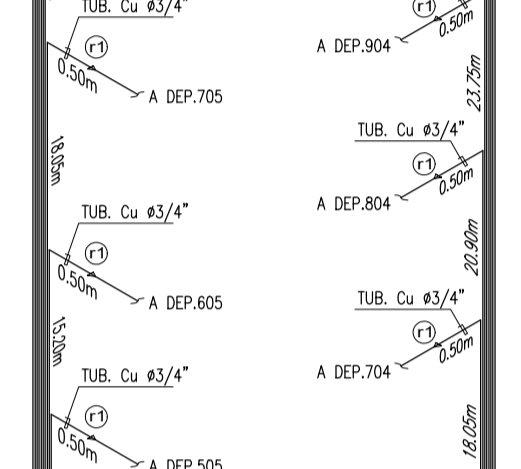 TUB. Cu ø3/4"
r1
0.50m
A DEP.705
18.05m
TUB. Cu ø3/4"
r1
0.50m
A DEP.605
15.20m
TUB. Cu ø3/4"
r1
0.50m
A DEP.505
r1
0.50m
A DEP.904
23.75m
TUB. Cu ø3/4"
r1
0.50m
A DEP.804
20.90m
TUB. Cu ø3/4"
r1
0.50m
A DEP.704
18.05m